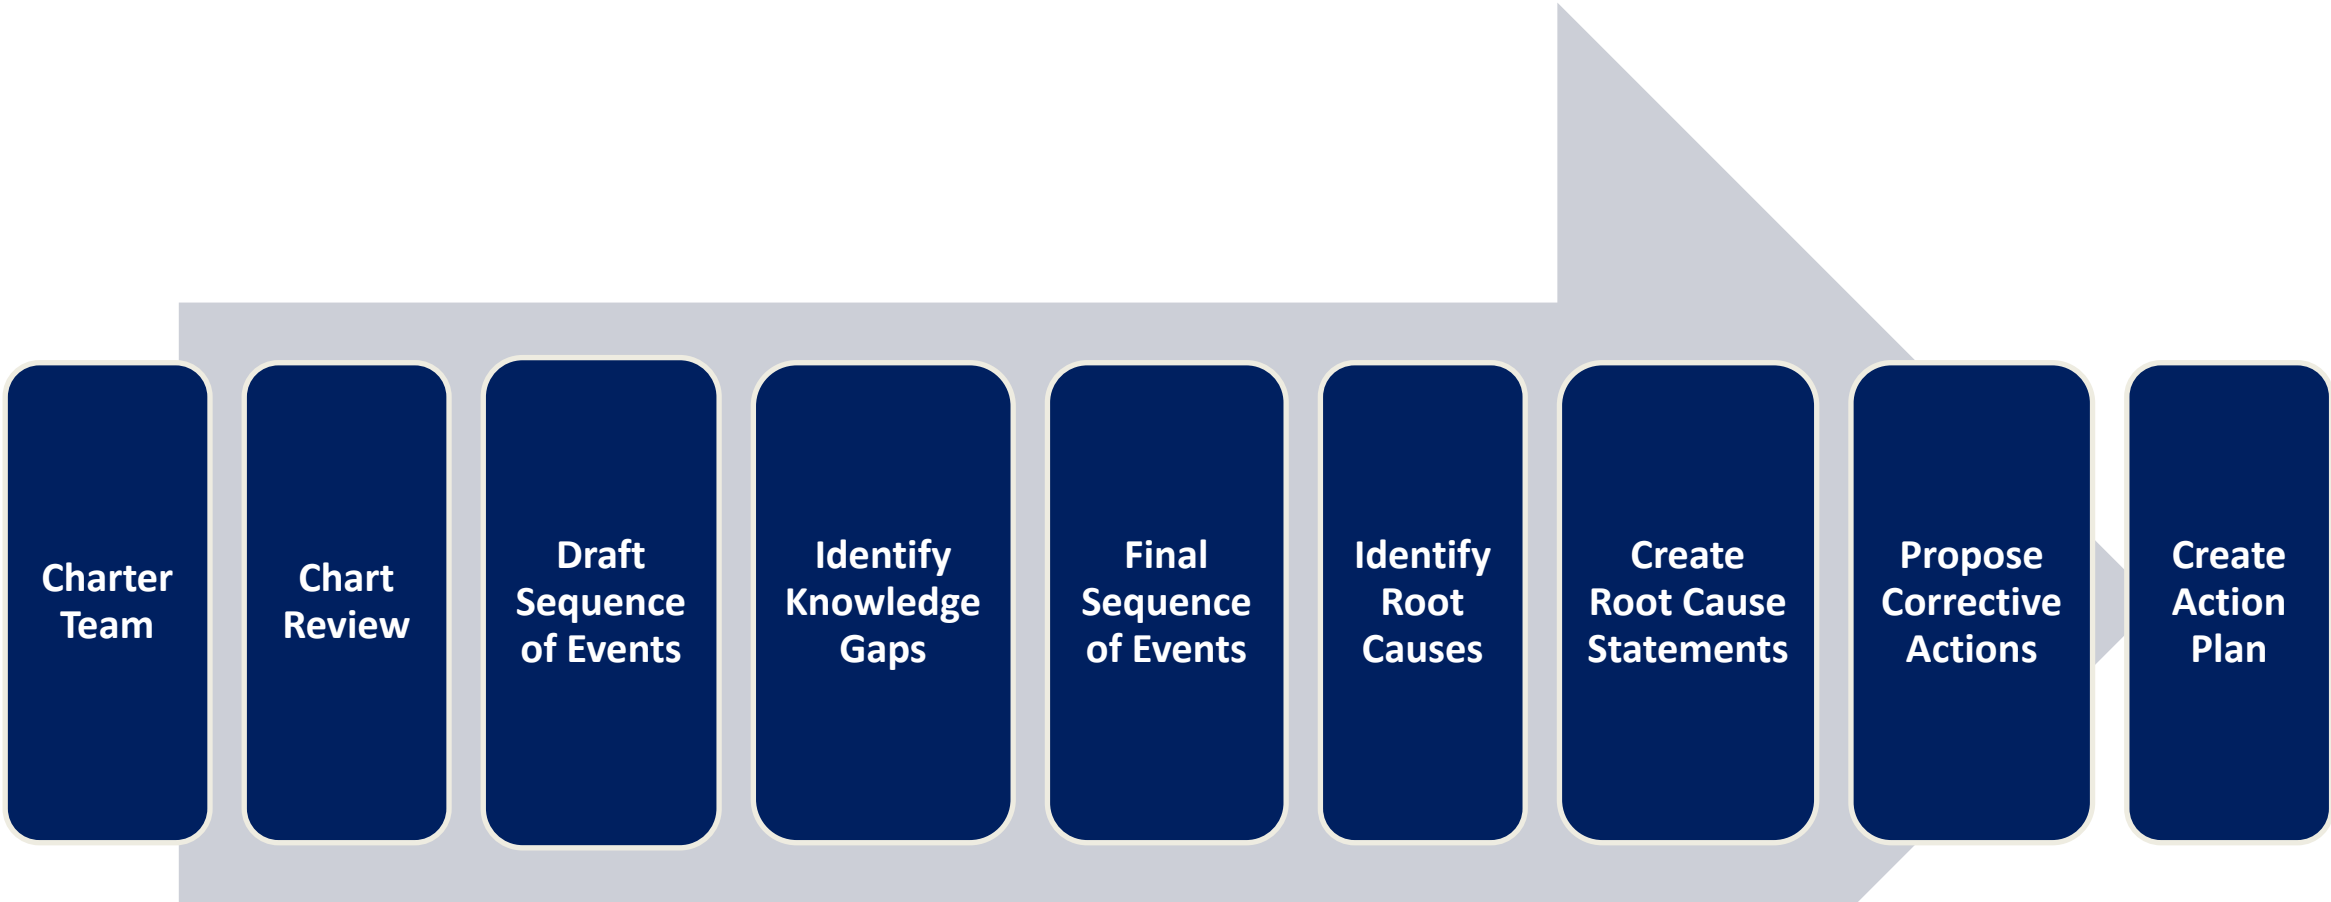 Charter
Team
Chart
Review
Draft
Sequence
of Events
Identify
Knowledge
Gaps
Final
Sequence
of Events
Identify
Root
Causes
Create
Root Cause
Statements
Propose
Corrective
Actions
Create
Action
Plan